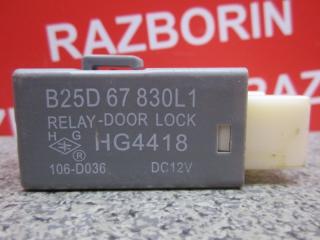 RAZBORIN
B25D 67 830L1
RELAY-DOOR LOCK
H G
HG4418
®
106-D036 DC12V